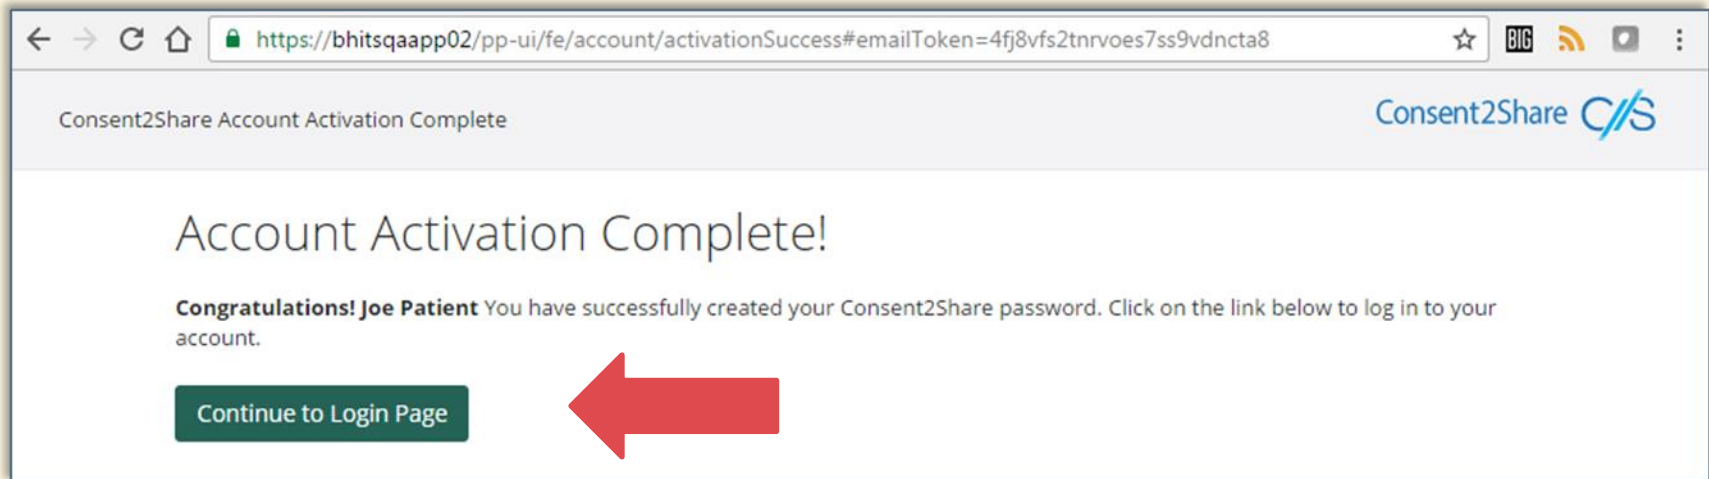 https://bhitsqaapp02/pp-ui/fe/account/activationSuccess#emailToken=4fj8vfs2tnrvoes7ss9vdncta8
BIG
Consent2Share Account Activation Complete
Consent2Share C//S
Account Activation Complete!
Congratulations! Joe Patient You have successfully created your Consent2Share password. Click on the link below to log in to your
account.
Continue to Login Page